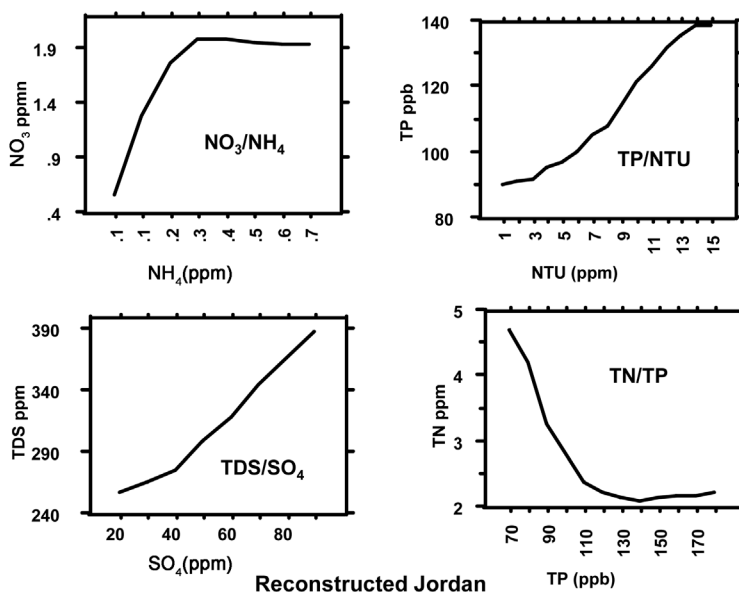 NO₃ ppmn
1.9
1.4
.9
.4
NO₃/NH₄
.1 .1 .2 .3 .4 .5 .6 .7
NH₄(ppm)
TP ppb
140
120
100
80
TP/NTU
1 3 5 7 9 11 13 15
NTU (ppm)
TDS ppm
390
340
290
240
TDS/SO₄
20 40 60 80
SO₄(ppm)
TN ppm
5
4
3
2
TN/TP
70 90 110 130 150 170
TP (ppb)
Reconstructed Jordan